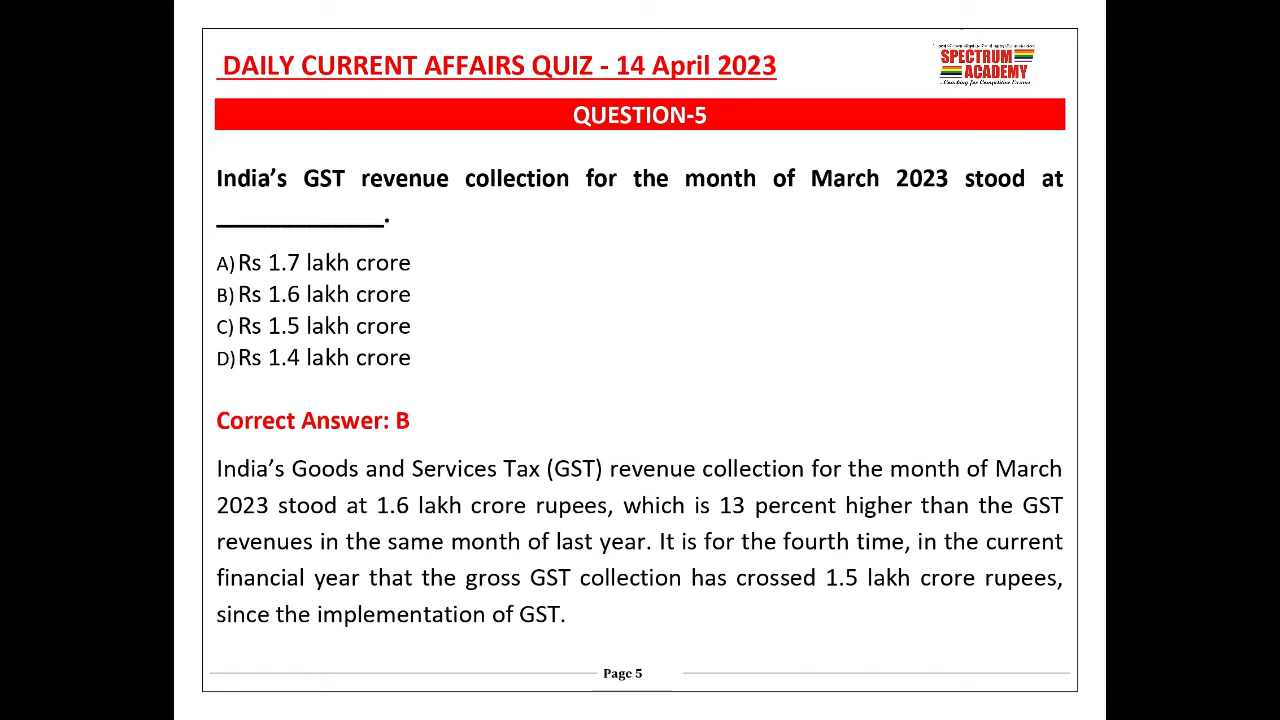 DAILY CURRENT AFFAIRS QUIZ - 14 April 2023
SPECTRUM
ACADEMY
...Coaching for Competitive Exams
QUESTION-5
India’s GST revenue collection for the month of March 2023 stood at
_____________.
A) Rs 1.7 lakh crore
B) Rs 1.6 lakh crore
C) Rs 1.5 lakh crore
D) Rs 1.4 lakh crore
Correct Answer: B
India’s Goods and Services Tax (GST) revenue collection for the month of March
2023 stood at 1.6 lakh crore rupees, which is 13 percent higher than the GST
revenues in the same month of last year. It is for the fourth time, in the current
financial year that the gross GST collection has crossed 1.5 lakh crore rupees,
since the implementation of GST.
Page 5